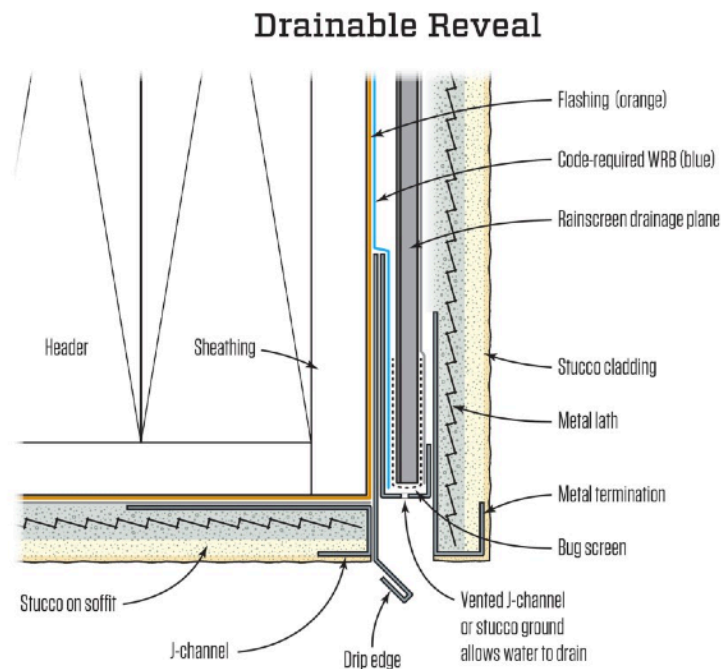 Drainable Reveal
Flashing (orange)
Code-required WRB (blue)
Rainscreen drainage plane
Header
Sheathing
Stucco cladding
Metal lath
Metal termination
Bug screen
Stucco on soffit
J-channel
Drip edge
Vented J-channel
or stucco ground
allows water to drain